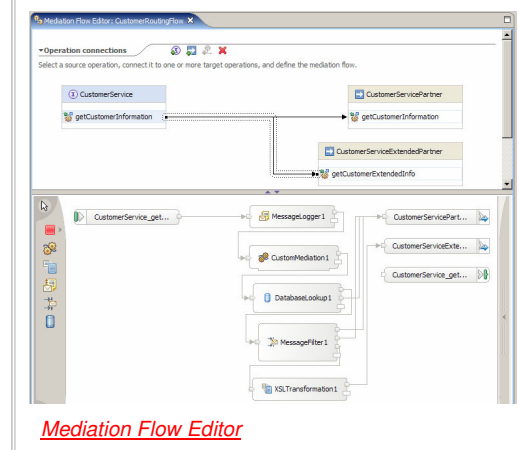 Mediation Flow Editor: CustomerRoutingFlow
Operation connections
Select a source operation, connect it to one or more target operations, and define the mediation flow.
CustomerService
CustomerServicePartner
getCustomerInformation
getCustomerInformation
CustomerServiceExtendedPartner
getCustomerExtendedInfo
CustomerService_get...
MessageLogger1
CustomerServicePart...
CustomMediation1
CustomerServiceExte...
CustomerService_get...
DatabaseLookup1
MessageFilter1
XSLTransformation1
Mediation Flow Editor